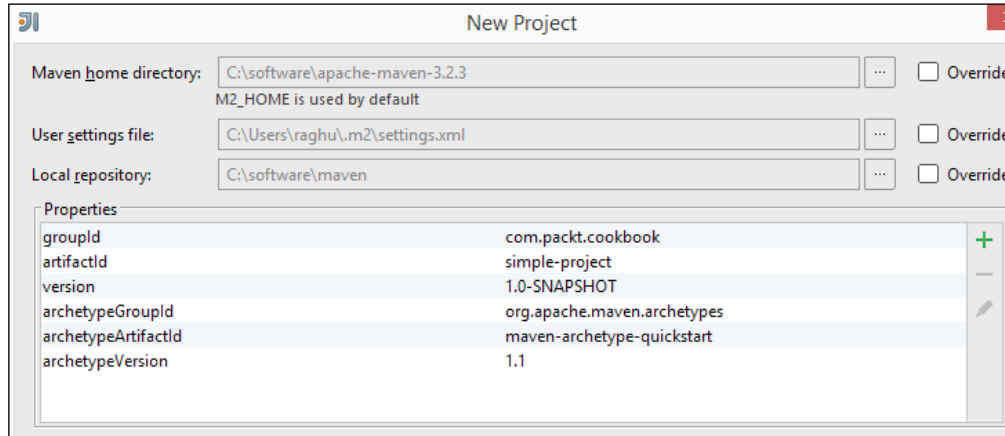 New Project
Maven home directory: C:\software\apache-maven-3.2.3 ... Override
M2_HOME is used by default
User settings file: C:\Users\raghu\.m2\settings.xml ... Override
Local repository: C:\software\maven ... Override
Properties
groupId com.packt.cookbook
artifactId simple-project
version 1.0-SNAPSHOT
archetypeGroupId org.apache.maven.archetypes
archetypeArtifactId maven-archetype-quickstart
archetypeVersion 1.1